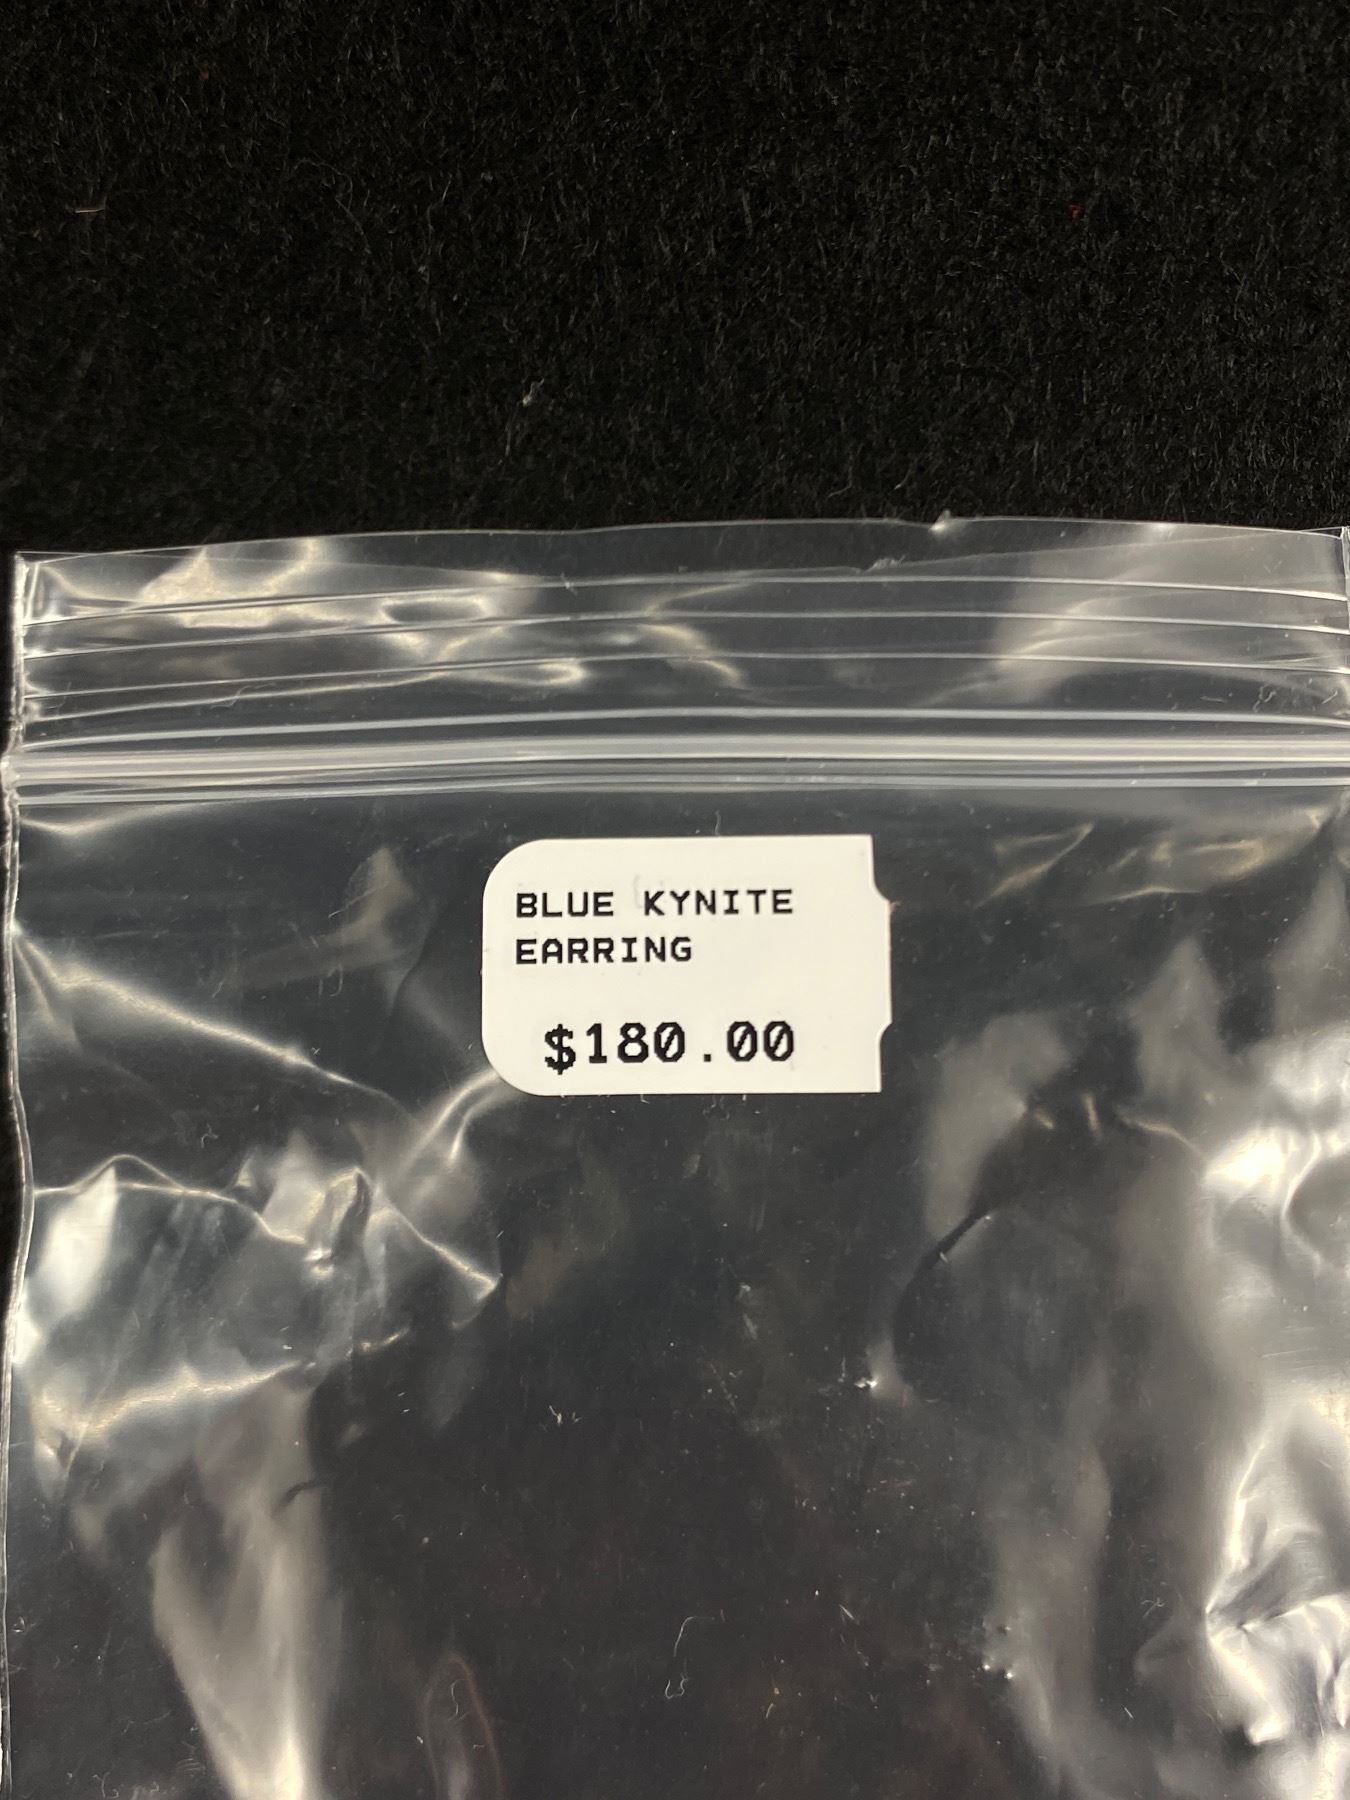 BLUE KYNITE
EARRING
$180.00